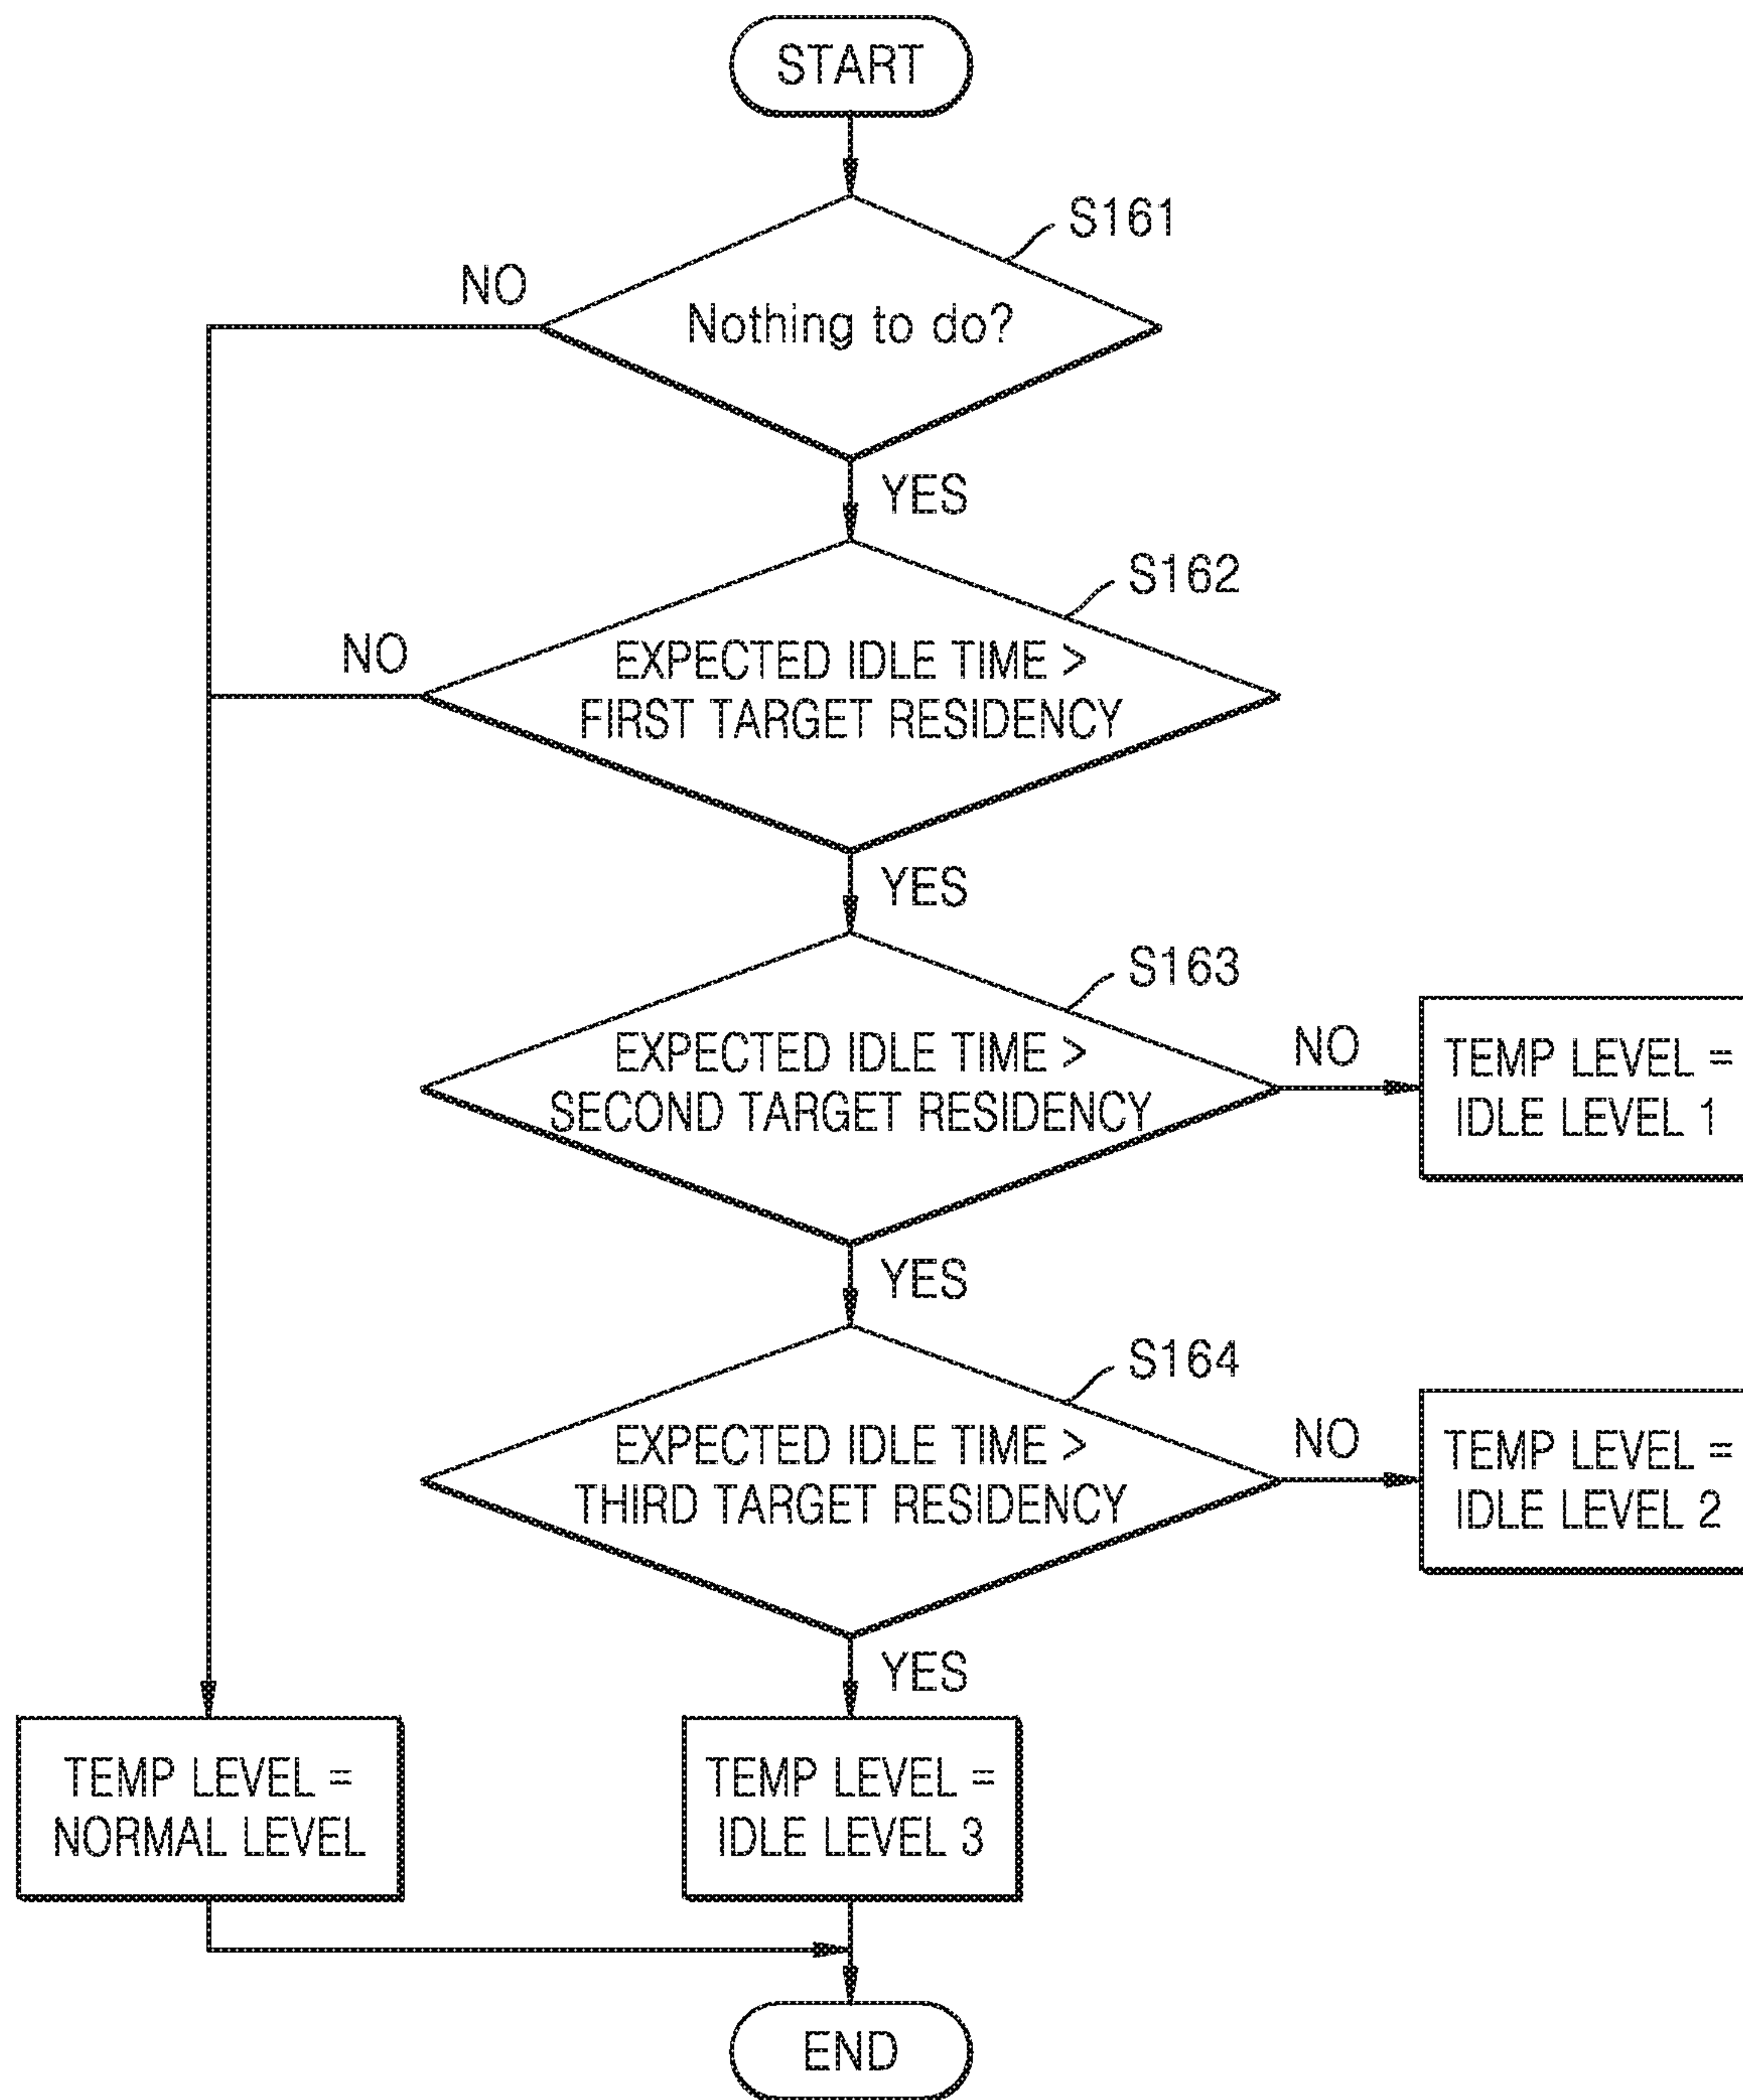 START
S161
NO
Nothing to do?
YES
S162
NO
EXPECTED IDLE TIME >
FIRST TARGET RESIDENCY
YES
S163
EXPECTED IDLE TIME >
SECOND TARGET RESIDENCY
NO
TEMP LEVEL =
IDLE LEVEL 1
YES
S164
EXPECTED IDLE TIME >
THIRD TARGET RESIDENCY
NO
TEMP LEVEL =
IDLE LEVEL 2
YES
TEMP LEVEL =
NORMAL LEVEL
TEMP LEVEL =
IDLE LEVEL 3
END